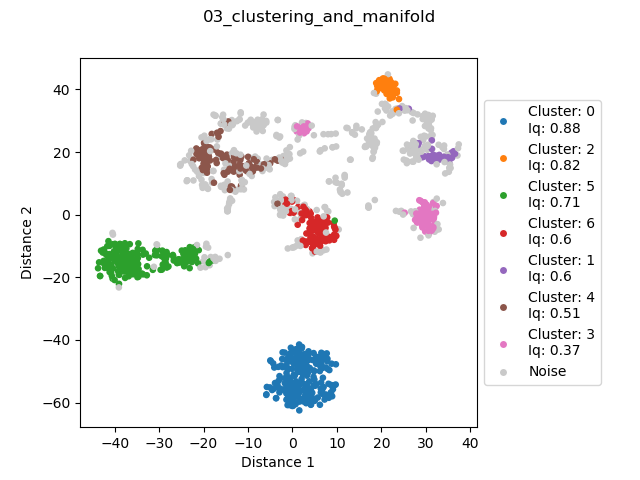 03_clustering_and_manifold
40
20
0
−20
−40
−60
Distance 2
−40 −30 −20 −10 0 10 20 30 40
Distance 1
Cluster: 0
Iq: 0.88
Cluster: 2
Iq: 0.82
Cluster: 5
Iq: 0.71
Cluster: 6
Iq: 0.6
Cluster: 1
Iq: 0.6
Cluster: 4
Iq: 0.51
Cluster: 3
Iq: 0.37
Noise